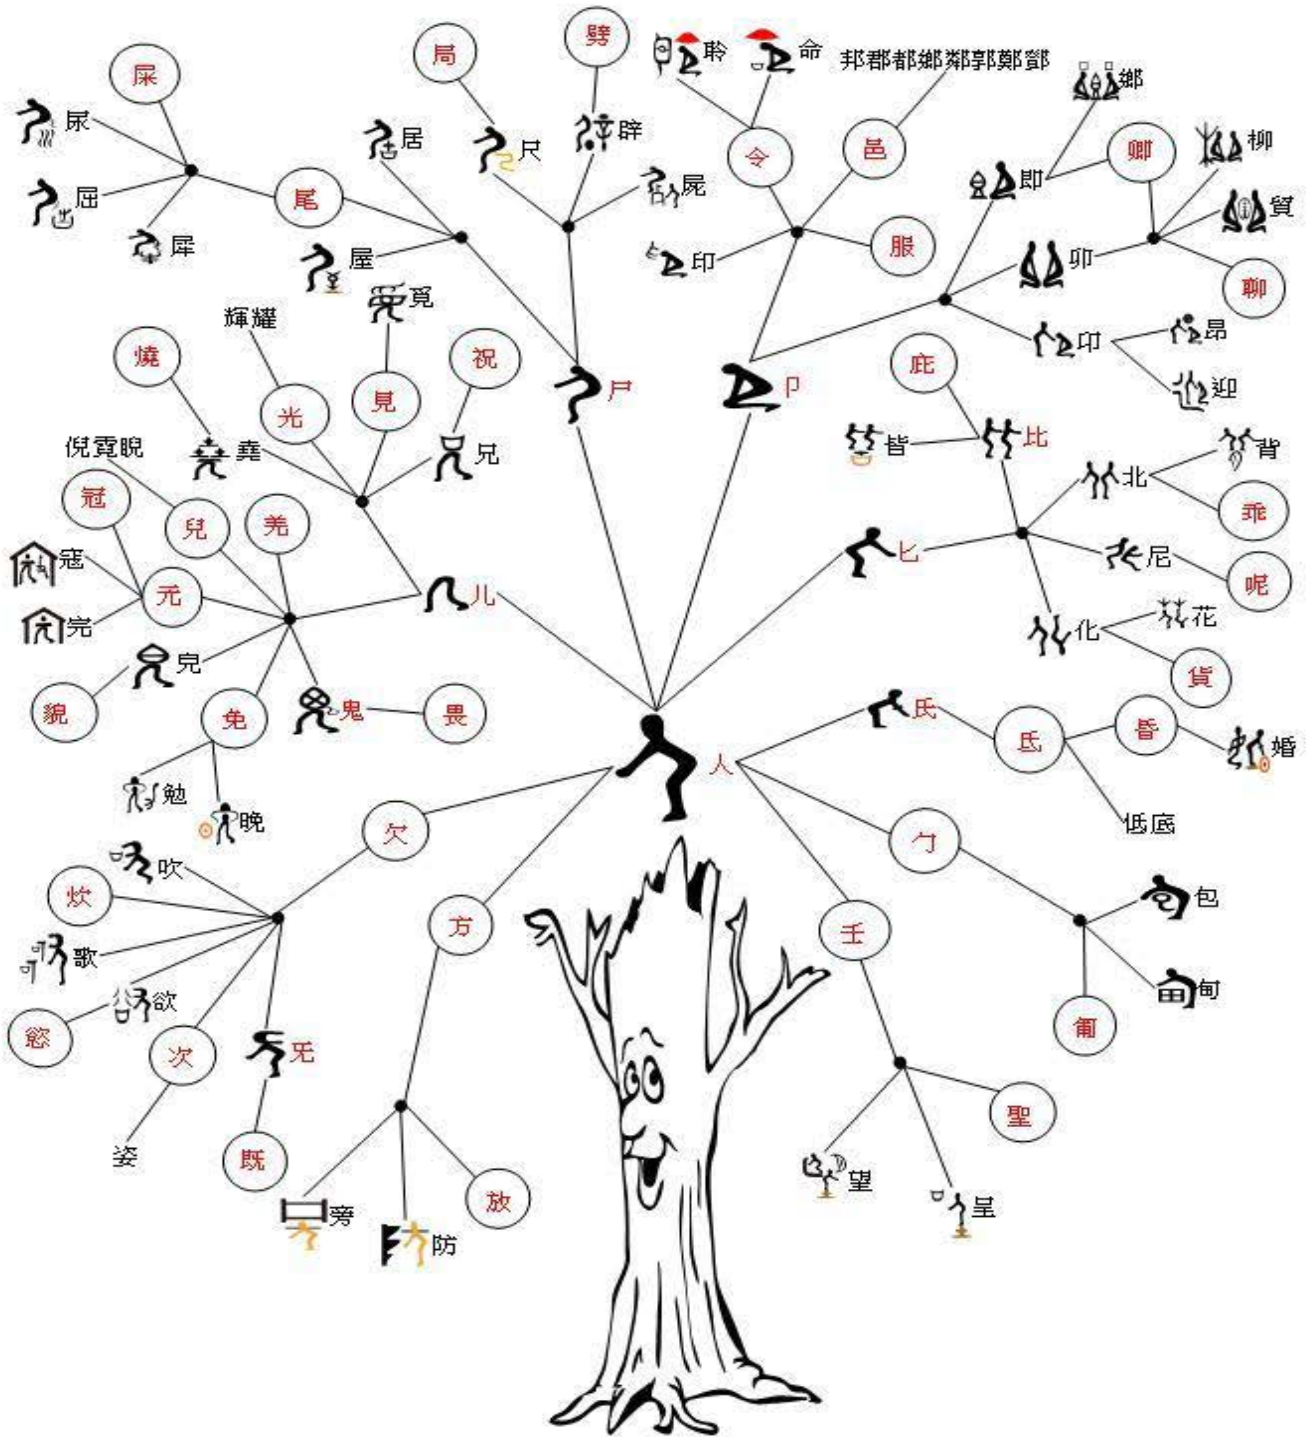 屎
尿
屈
犀
尾
居
屋
局
尺
劈
辟
屍
尸
聆
命
令
邑
邦郡都鄉鄰郭鄭鄧
印
服
卩
鄉
即
卿
柳
貿
卯
聊
卬
昂
迎
輝耀
覓
燒
光
見
祝
堯
兄
倪霓睨
冠
兒
羌
寇
元
完
皃
貌
免
鬼
畏
勉
晚
儿
庇
皆
比
北
背
乖
匕
尼
呢
化
花
貨
人
氏
氐
昏
婚
低底
欠
吹
炊
歌
欲
慾
次
姿
旡
既
方
旁
防
放
勹
包
甸
匍
壬
望
呈
聖